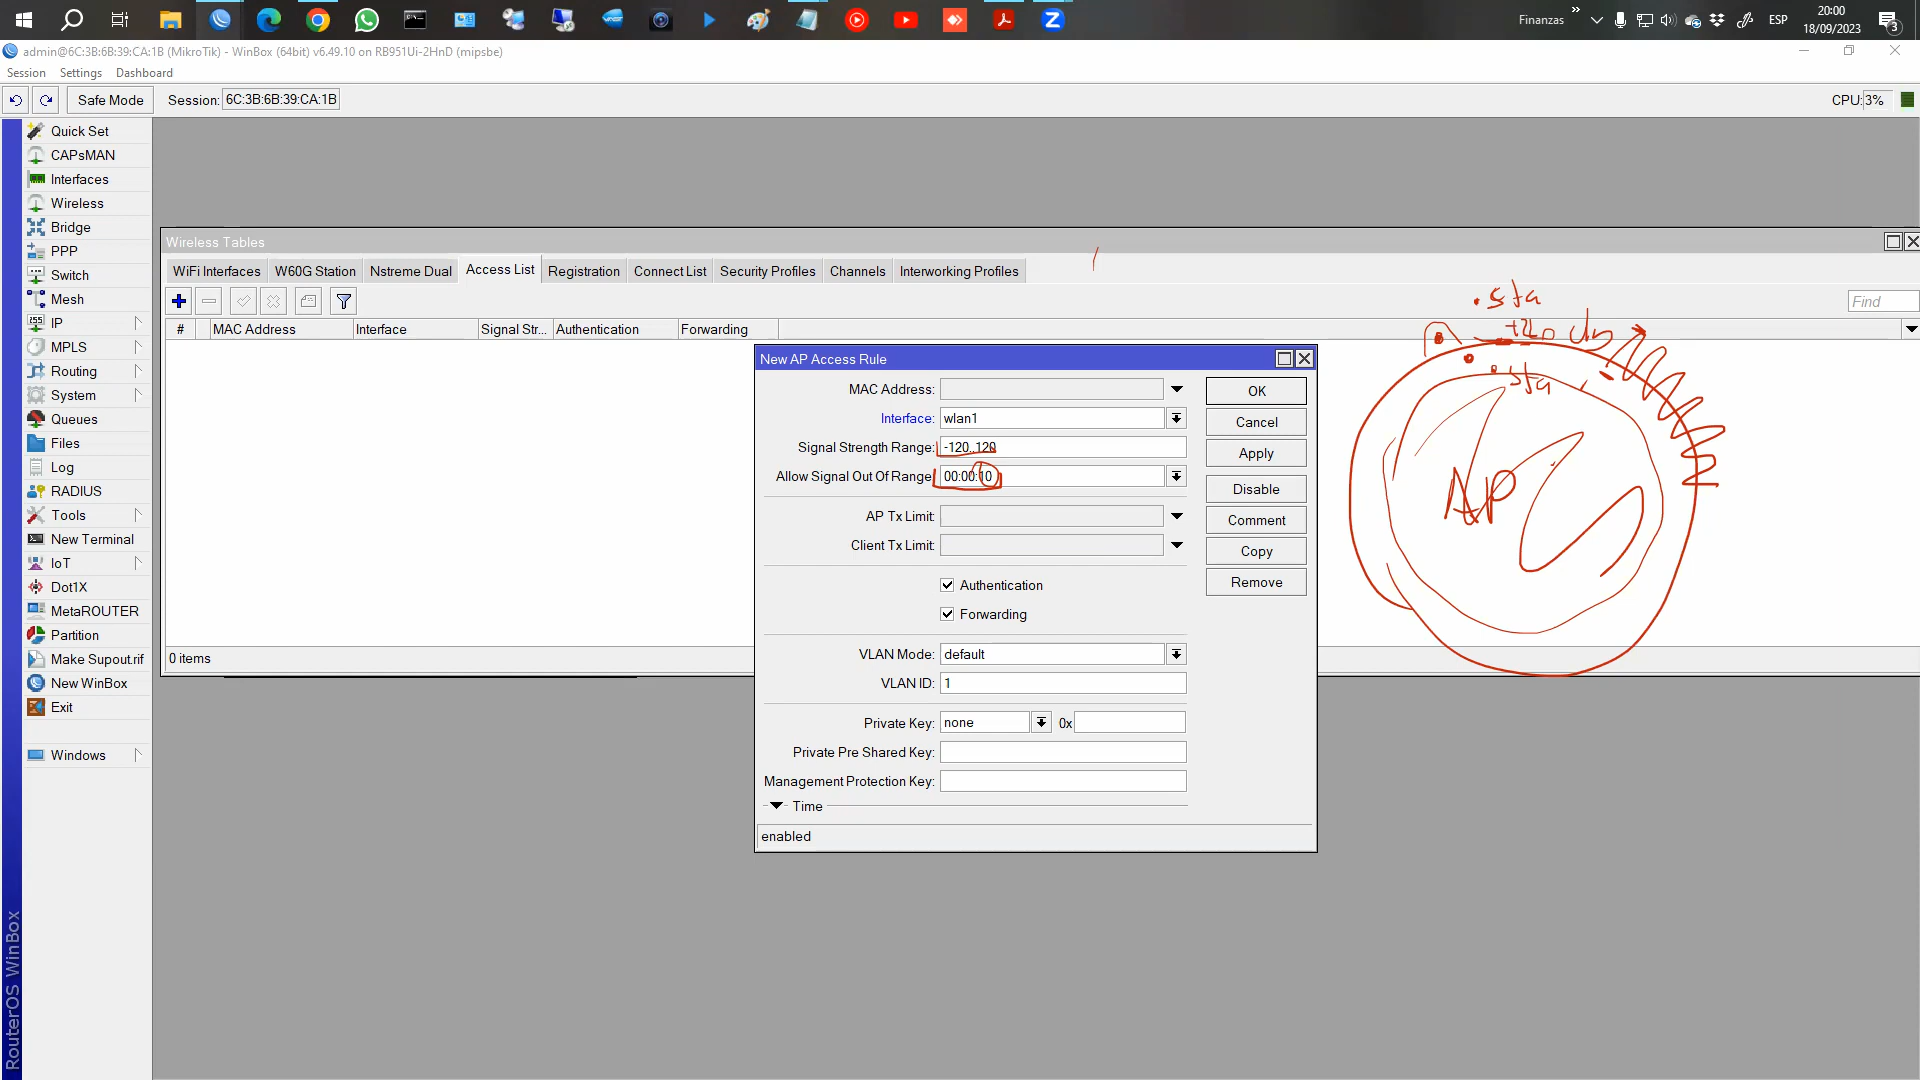 Finanzas
»
ESP
20:00
18/09/2023
3
admin@6C:3B:6B:39:CA:1B (MikroTik) - WinBox (64bit) v6.49.10 on RB951Ui-2HnD (mipsbe)
Session Settings Dashboard
Safe Mode Session: 6C:3B:6B:39:CA:1B CPU:3%
Quick Set
CAPsMAN
Interfaces
Wireless
Bridge
PPP
Switch
Mesh
IP
MPLS
Routing
System
Queues
Files
Log
RADIUS
Tools
New Terminal
IoT
Dot1X
MetaROUTER
Partition
Make Supout.rif
New WinBox
Exit
Windows
RouterOS WinBox
Wireless Tables
WiFi Interfaces W60G Station Nstreme Dual Access List Registration Connect List Security Profiles Channels Interworking Profiles
Find
# MAC Address Interface Signal Str... Authentication Forwarding
0 items
New AP Access Rule
MAC Address:
Interface: wlan1
Signal Strength Range: -120..120
Allow Signal Out Of Range: 00:00:10
AP Tx Limit:
Client Tx Limit:
Authentication
Forwarding
VLAN Mode: default
VLAN ID: 1
Private Key: none 0x
Private Pre Shared Key:
Management Protection Key:
Time
enabled
OK
Cancel
Apply
Disable
Comment
Copy
Remove
sta
sta
AP